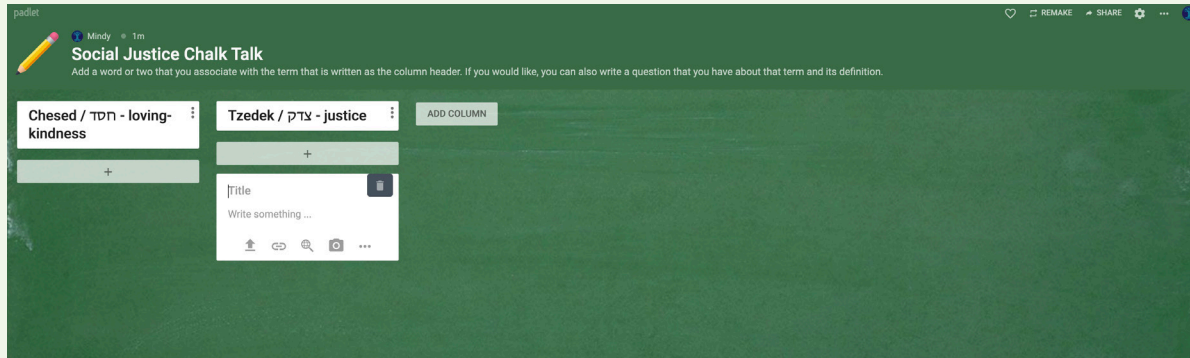 padlet
REMAKE SHARE
Mindy 1m
Social Justice Chalk Talk
Add a word or two that you associate with the term that is written as the column header. If you would like, you can also write a question that you have about that term and its definition.
Chesed / חסד - loving-
kindness
+
Tzedek / צדק - justice
+
Title
Write something ...
ADD COLUMN